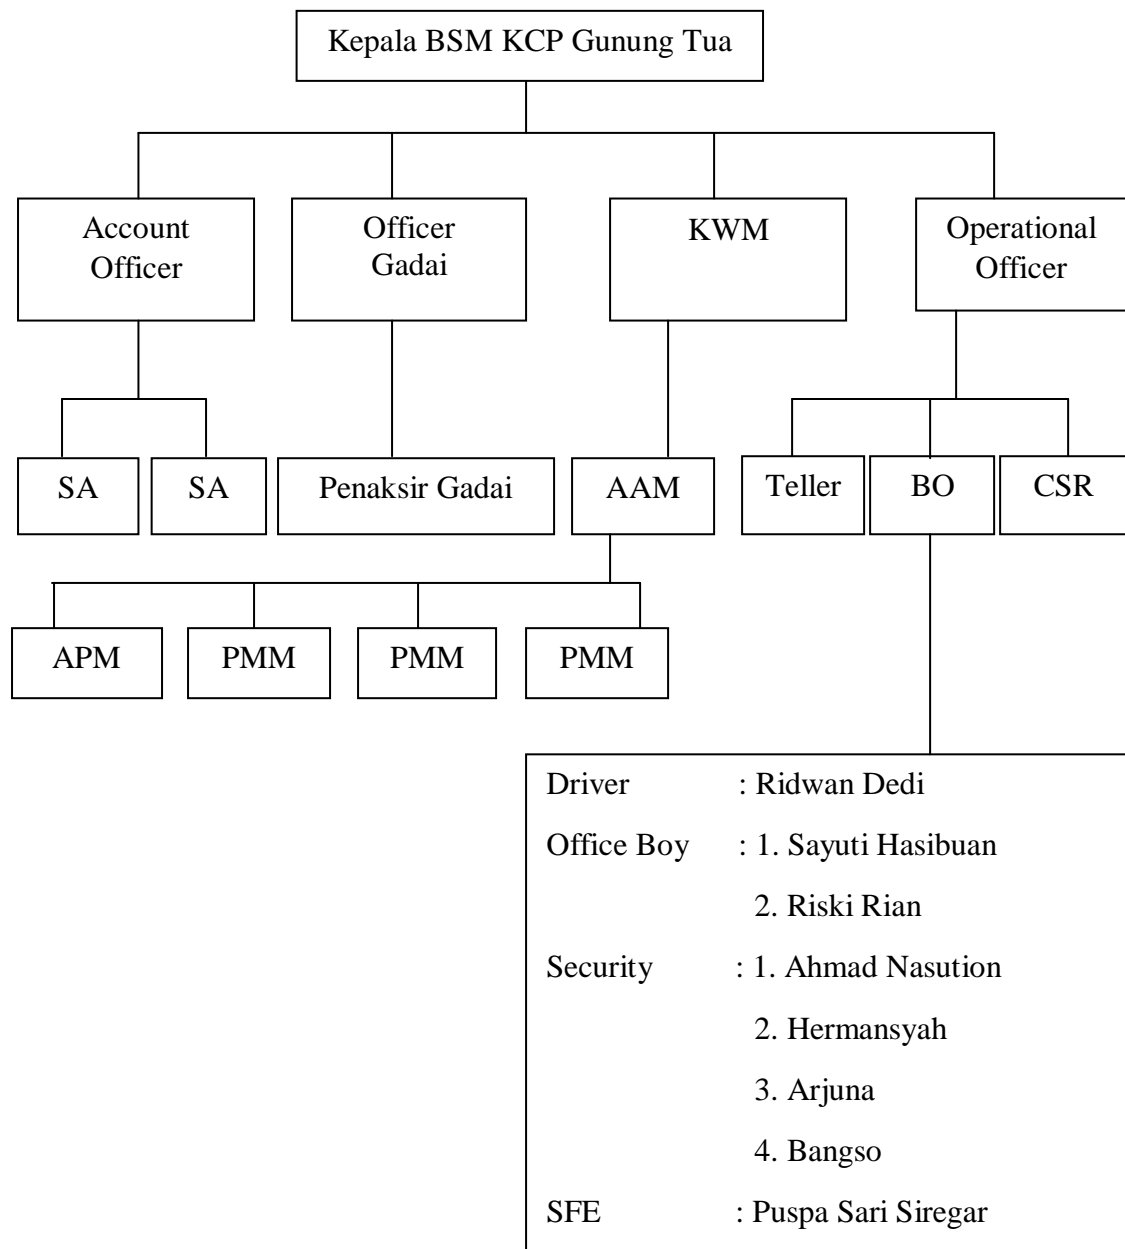 Kepala BSM KCP Gunung Tua
Account
Officer
Officer
Gadai
KWM
Operational
Officer
SA
SA
Penaksir Gadai
AAM
Teller
BO
CSR
APM
PMM
PMM
PMM
Driver : Ridwan Dedi
Office Boy : 1. Sayuti Hasibuan
2. Riski Rian
Security : 1. Ahmad Nasution
2. Hermansyah
3. Arjuna
4. Bangso
SFE : Puspa Sari Siregar